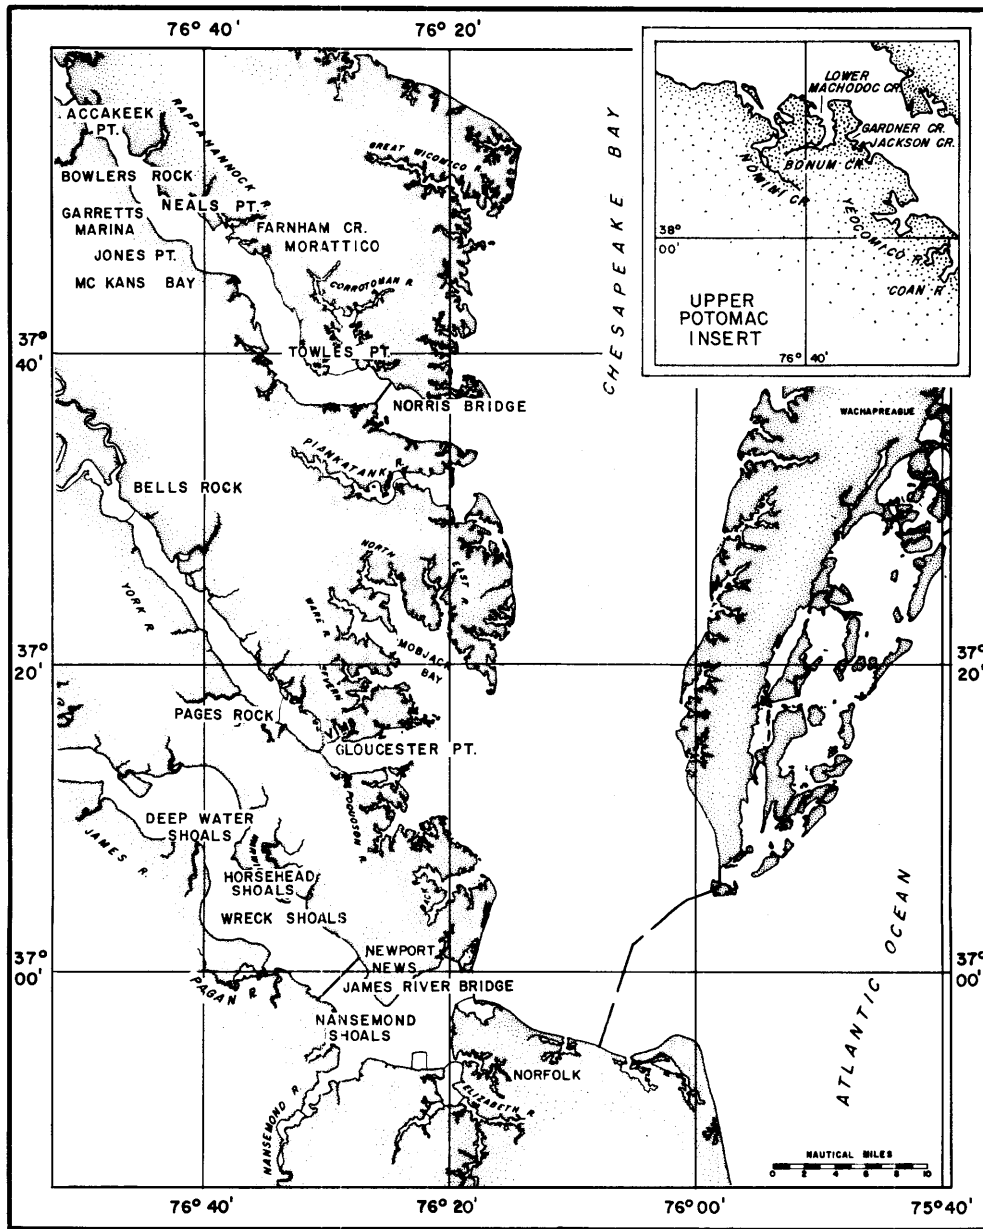 76° 40'
76° 20'
ACCAKEEK
PT.
RAPPAHANNOCK R.
BOWLERS ROCK
NEALS PT.
GARRETTS
MARINA
FARNHAM CR.
MORATTICO
JONES PT.
MC KANS BAY
GREAT WICOMICO R.
CORROTOMAN R.
CHESAPEAKE BAY
LOWER
MACHODOC CR.
GARDNER CR.
JACKSON CR.
BONUM CR.
NOMINI CR.
YEOCOMICO R.
COAN R.
38°
00'
UPPER
POTOMAC
INSERT
76° 40'
37°
40'
TOWLES PT.
NORRIS BRIDGE
WACHAPREAGUE
PIANKATANK R.
BELLS ROCK
YORK R.
NORTH
EAST R.
WARE R.
MOBJACK
BAY
SEVERN
37°
20'
37°
20'
PAGES ROCK
VIMS
GLOUCESTER PT.
POQUOSON R.
DEEP WATER
SHOALS
JAMES R.
HORSEHEAD
SHOALS
WRECK SHOALS
BACK
37°
00'
37°
00'
NEWPORT
NEWS
JAMES RIVER BRIDGE
PAGAN R.
NANSEMOND
SHOALS
NORFOLK
NANSEMOND R.
ELIZABETH R.
ATLANTIC OCEAN
NAUTICAL MILES
0 2 4 6 8 10
76° 40'
76° 20'
76° 00'
75° 40'